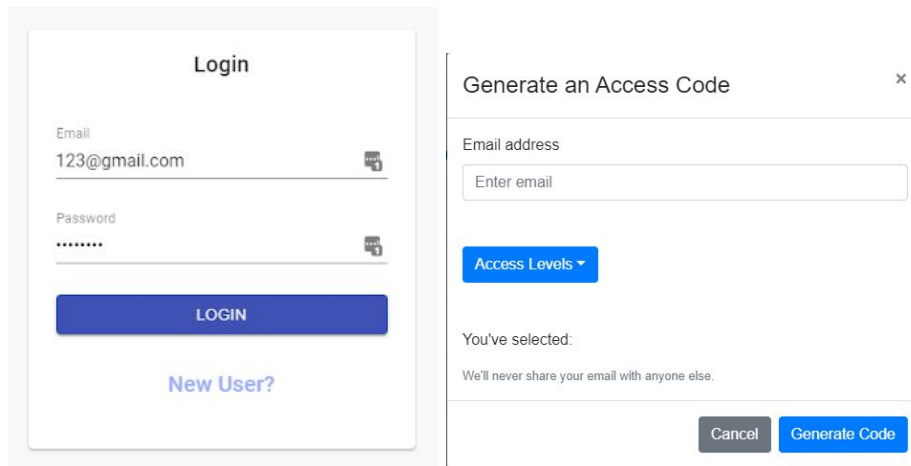 Login
Email
123@gmail.com
Password
••••••••
LOGIN
New User?
Generate an Access Code
×
Email address
Enter email
Access Levels
You've selected:
We'll never share your email with anyone else.
Cancel Generate Code